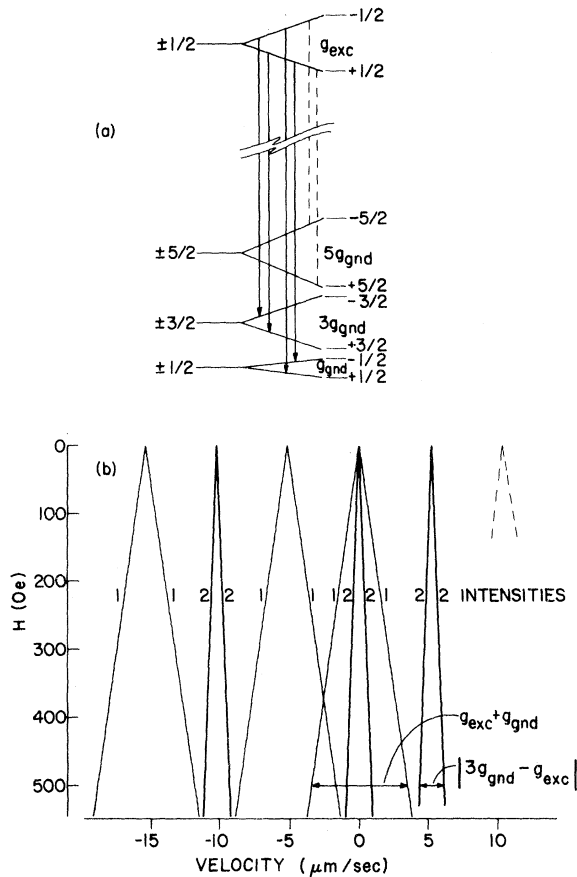 −1/2
±1/2
g_exc
+1/2
(a)
−5/2
±5/2
5g_gnd
+5/2
−3/2
±3/2
3g_gnd
+3/2
−1/2
±1/2
g_gnd
+1/2
(b)
0
100
200
300
400
500
H (Oe)
1 1 2 2 1 1 1 2 2 1 2 2 INTENSITIES
g_exc+g_gnd
|3g_gnd − g_exc|
−15 −10 −5 0 5 10
VELOCITY (μm/sec)